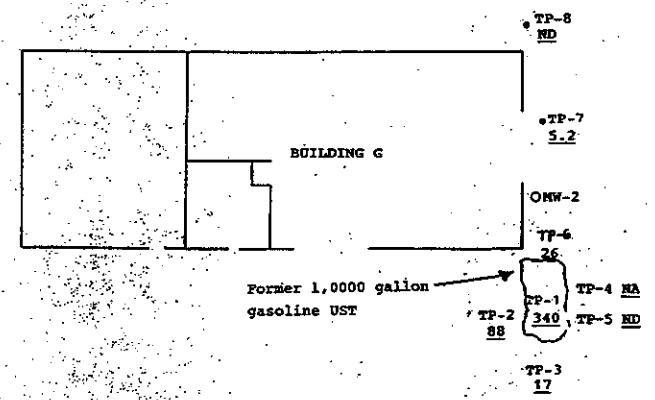 TP-8
ND
TP-7
5.2
BUILDING G
MW-2
TP-6
26
Former 1,0000 gallon
gasoline UST
TP-4 NA
TP-1
340
TP-2
88
TP-5 ND
TP-3
17